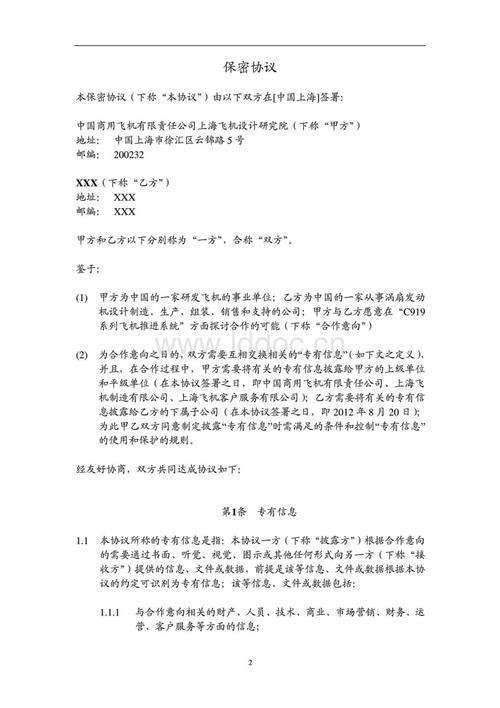 保密协议
本保密协议（下称“本协议”）由以下双方在[中国上海]签署：
中国商用飞机有限责任公司上海飞机设计研究院（下称“甲方”）
地址： 中国上海市徐汇区云锦路 5 号
邮编： 200232
XXX（下称“乙方”）
地址： XXX
邮编： XXX
甲方和乙方以下分别称为“一方”，合称“双方”。
鉴于：
(1) 甲方为中国的一家研发飞机的事业单位；乙方为中国的一家从事涡扇发动
机设计制造、生产、组装、销售和支持的公司；甲方与乙方愿意在“C919
系列飞机推进系统”方面探讨合作的可能（下称“合作意向”）
www.lddoc.cn
(2) 为合作意向之目的，双方需要互相交换相关的“专有信息”（如下文之定义），
并且，在合作过程中，甲方需要将有关的专有信息披露给甲方的上级单位
和平级单位（在本协议签署之日，即中国商用飞机有限责任公司、上海飞
机制造有限公司、上海飞机客户服务有限公司）；乙方需要将有关的专有信
息披露给乙方的下属子公司（在本协议签署之日，即 2012 年 8 月 20 日）；
为此甲乙双方同意制定披露“专有信息”时需满足的条件和控制“专有信息”
的使用和保护的规则。
经友好协商，双方共同达成协议如下：
第1条 专有信息
1.1 本协议所称的专有信息是指：本协议一方（下称“披露方”）根据合作意向
的需要通过书面、听觉、视觉、图示或其他任何形式向另一方（下称“接
收方”）提供的信息、文件或数据，前提是该等信息、文件或数据根据本协
议的约定可识别为专有信息；该等信息、文件或数据包括：
1.1.1 与合作意向相关的财产、人员、技术、商业、市场营销、财务、运
营、客户服务等方面的信息；
2